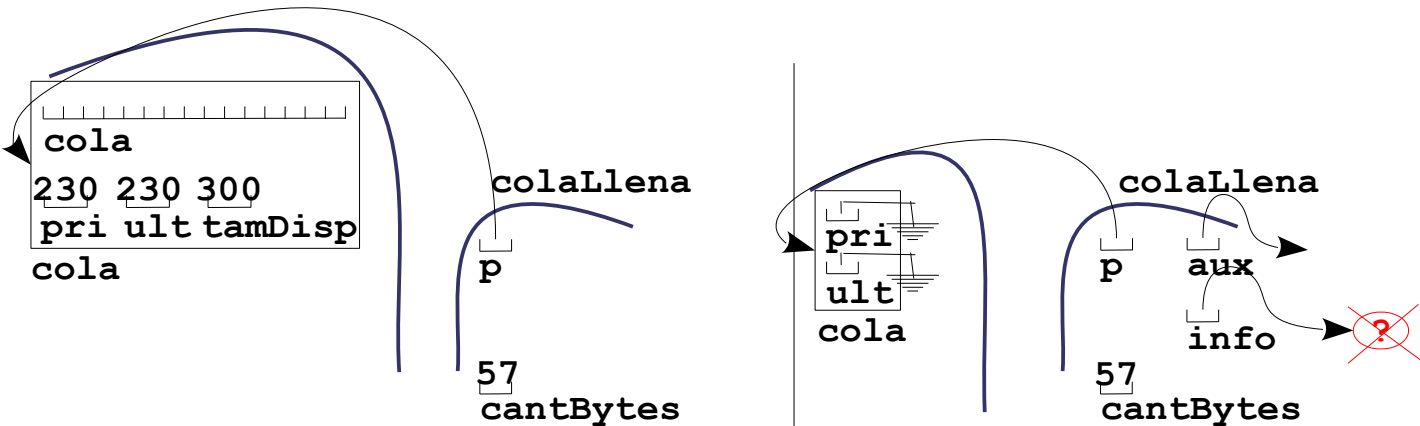 cola
230 230 300
pri ult tamDisp
cola
colaLlena
p
57
cantBytes
pri
ult
cola
colaLlena
p aux
info
?
57
cantBytes